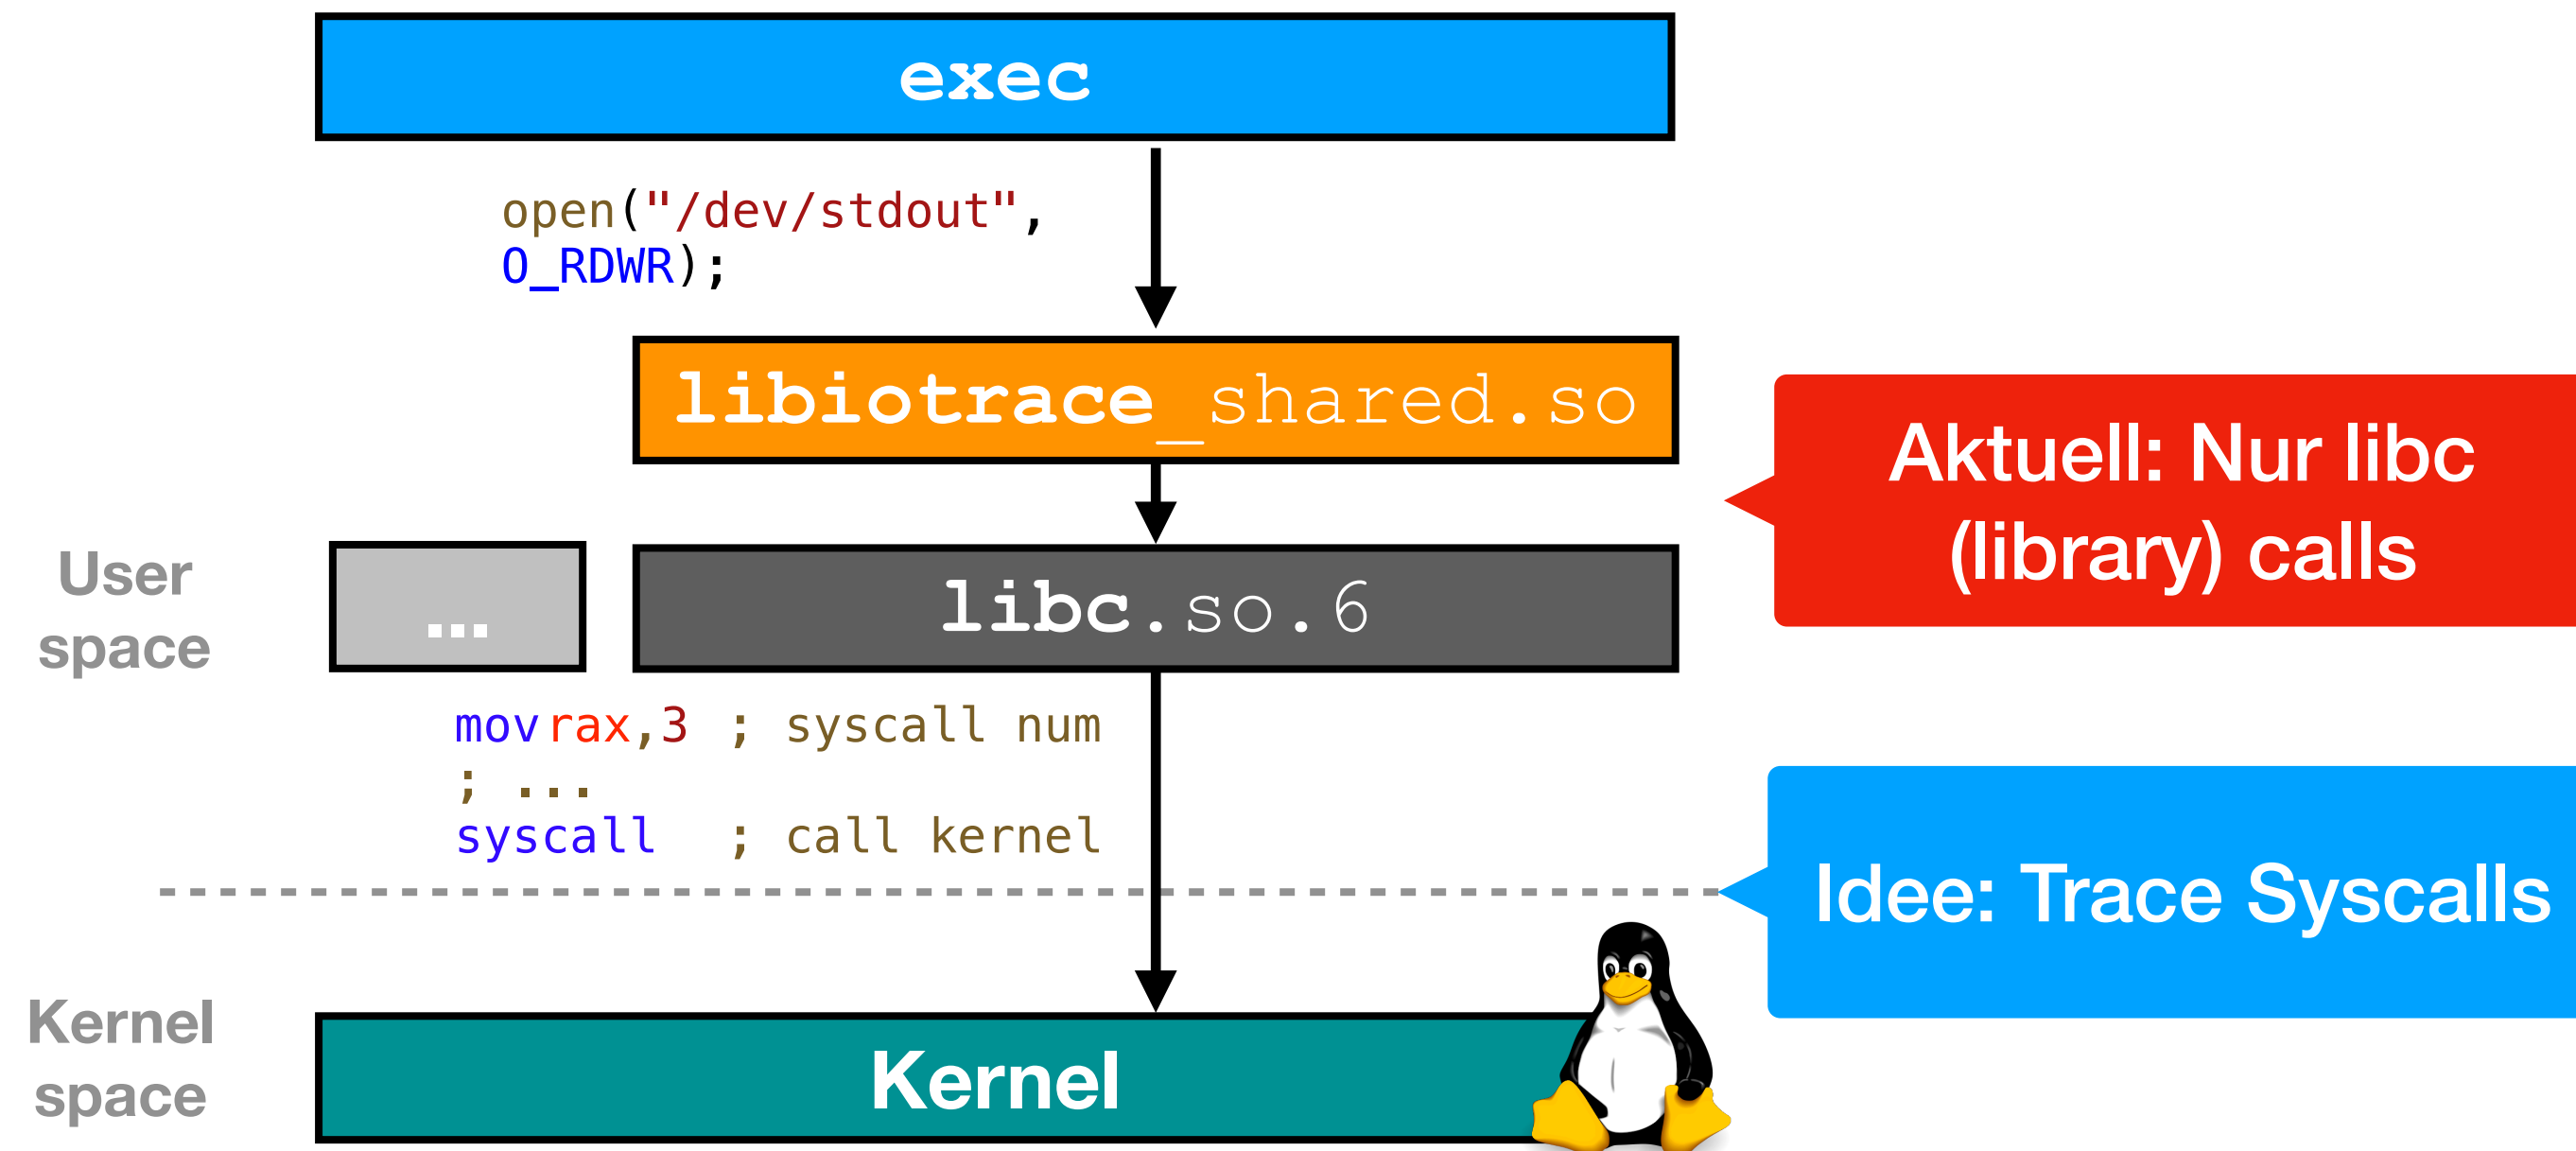 exec
open("/dev/stdout",
O_RDWR);
libiotrace_shared.so
Aktuell: Nur libc
(library) calls
User
space
...
libc.so.6
mov rax,3 ; syscall num
; ...
syscall ; call kernel
Idee: Trace Syscalls
Kernel
space
Kernel